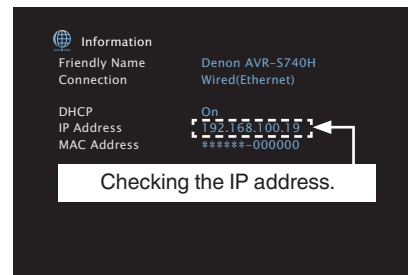 Information
Friendly Name Denon AVR-S740H
Connection Wired(Ethernet)
DHCP On
IP Address 192.168.100.19
MAC Address ******-000000
Checking the IP address.